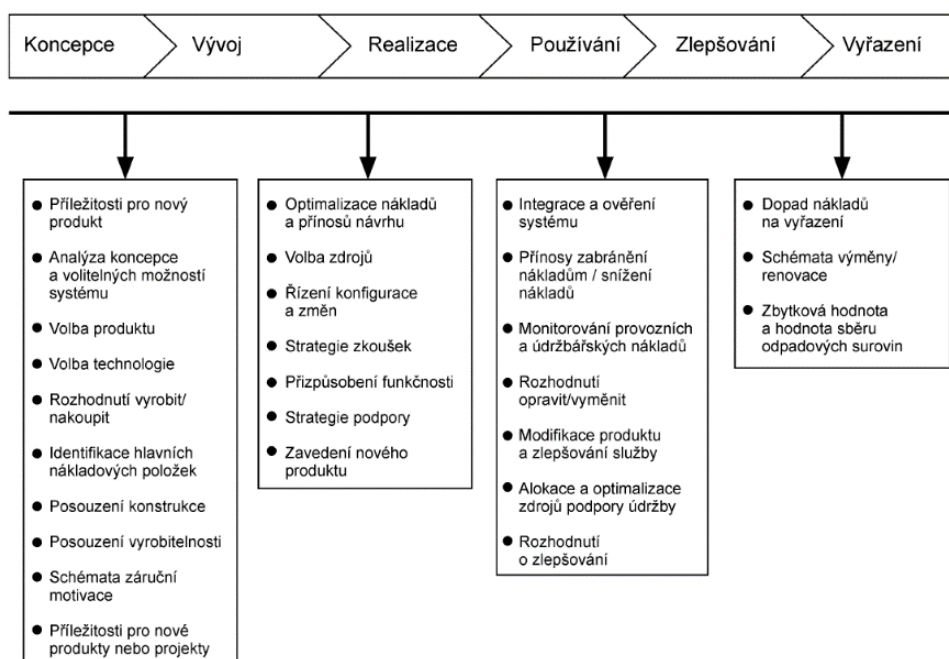 Koncepce
Vývoj
Realizace
Používání
Zlepšování
Vyřazení
● Příležitosti pro nový
produkt
● Analýza koncepce
a volitelných možností
systému
● Volba produktu
● Volba technologie
● Rozhodnutí vyrobit/
nakoupit
● Identifikace hlavních
nákladových položek
● Posouzení konstrukce
● Posouzení vyrobitelnosti
● Schémata záruční
motivace
● Příležitosti pro nové
produkty nebo projekty
● Optimalizace nákladů
a přínosů návrhu
● Volba zdrojů
● Řízení konfigurace
a změn
● Strategie zkoušek
● Přizpůsobení funkčnosti
● Strategie podpory
● Zavedení nového
produktu
● Integrace a ověření
systému
● Přínosy zabránění
nákladům / snížení
nákladů
● Monitorování provozních
a údržbářských nákladů
● Rozhodnutí
opravit/vyměnit
● Modifikace produktu
a zlepšování služby
● Alokace a optimalizace
zdrojů podpory údržby
● Rozhodnutí
o zlepšování
● Dopad nákladů
na vyřazení
● Schémata výměny/
renovace
● Zbytková hodnota
a hodnota sběru
odpadových surovin